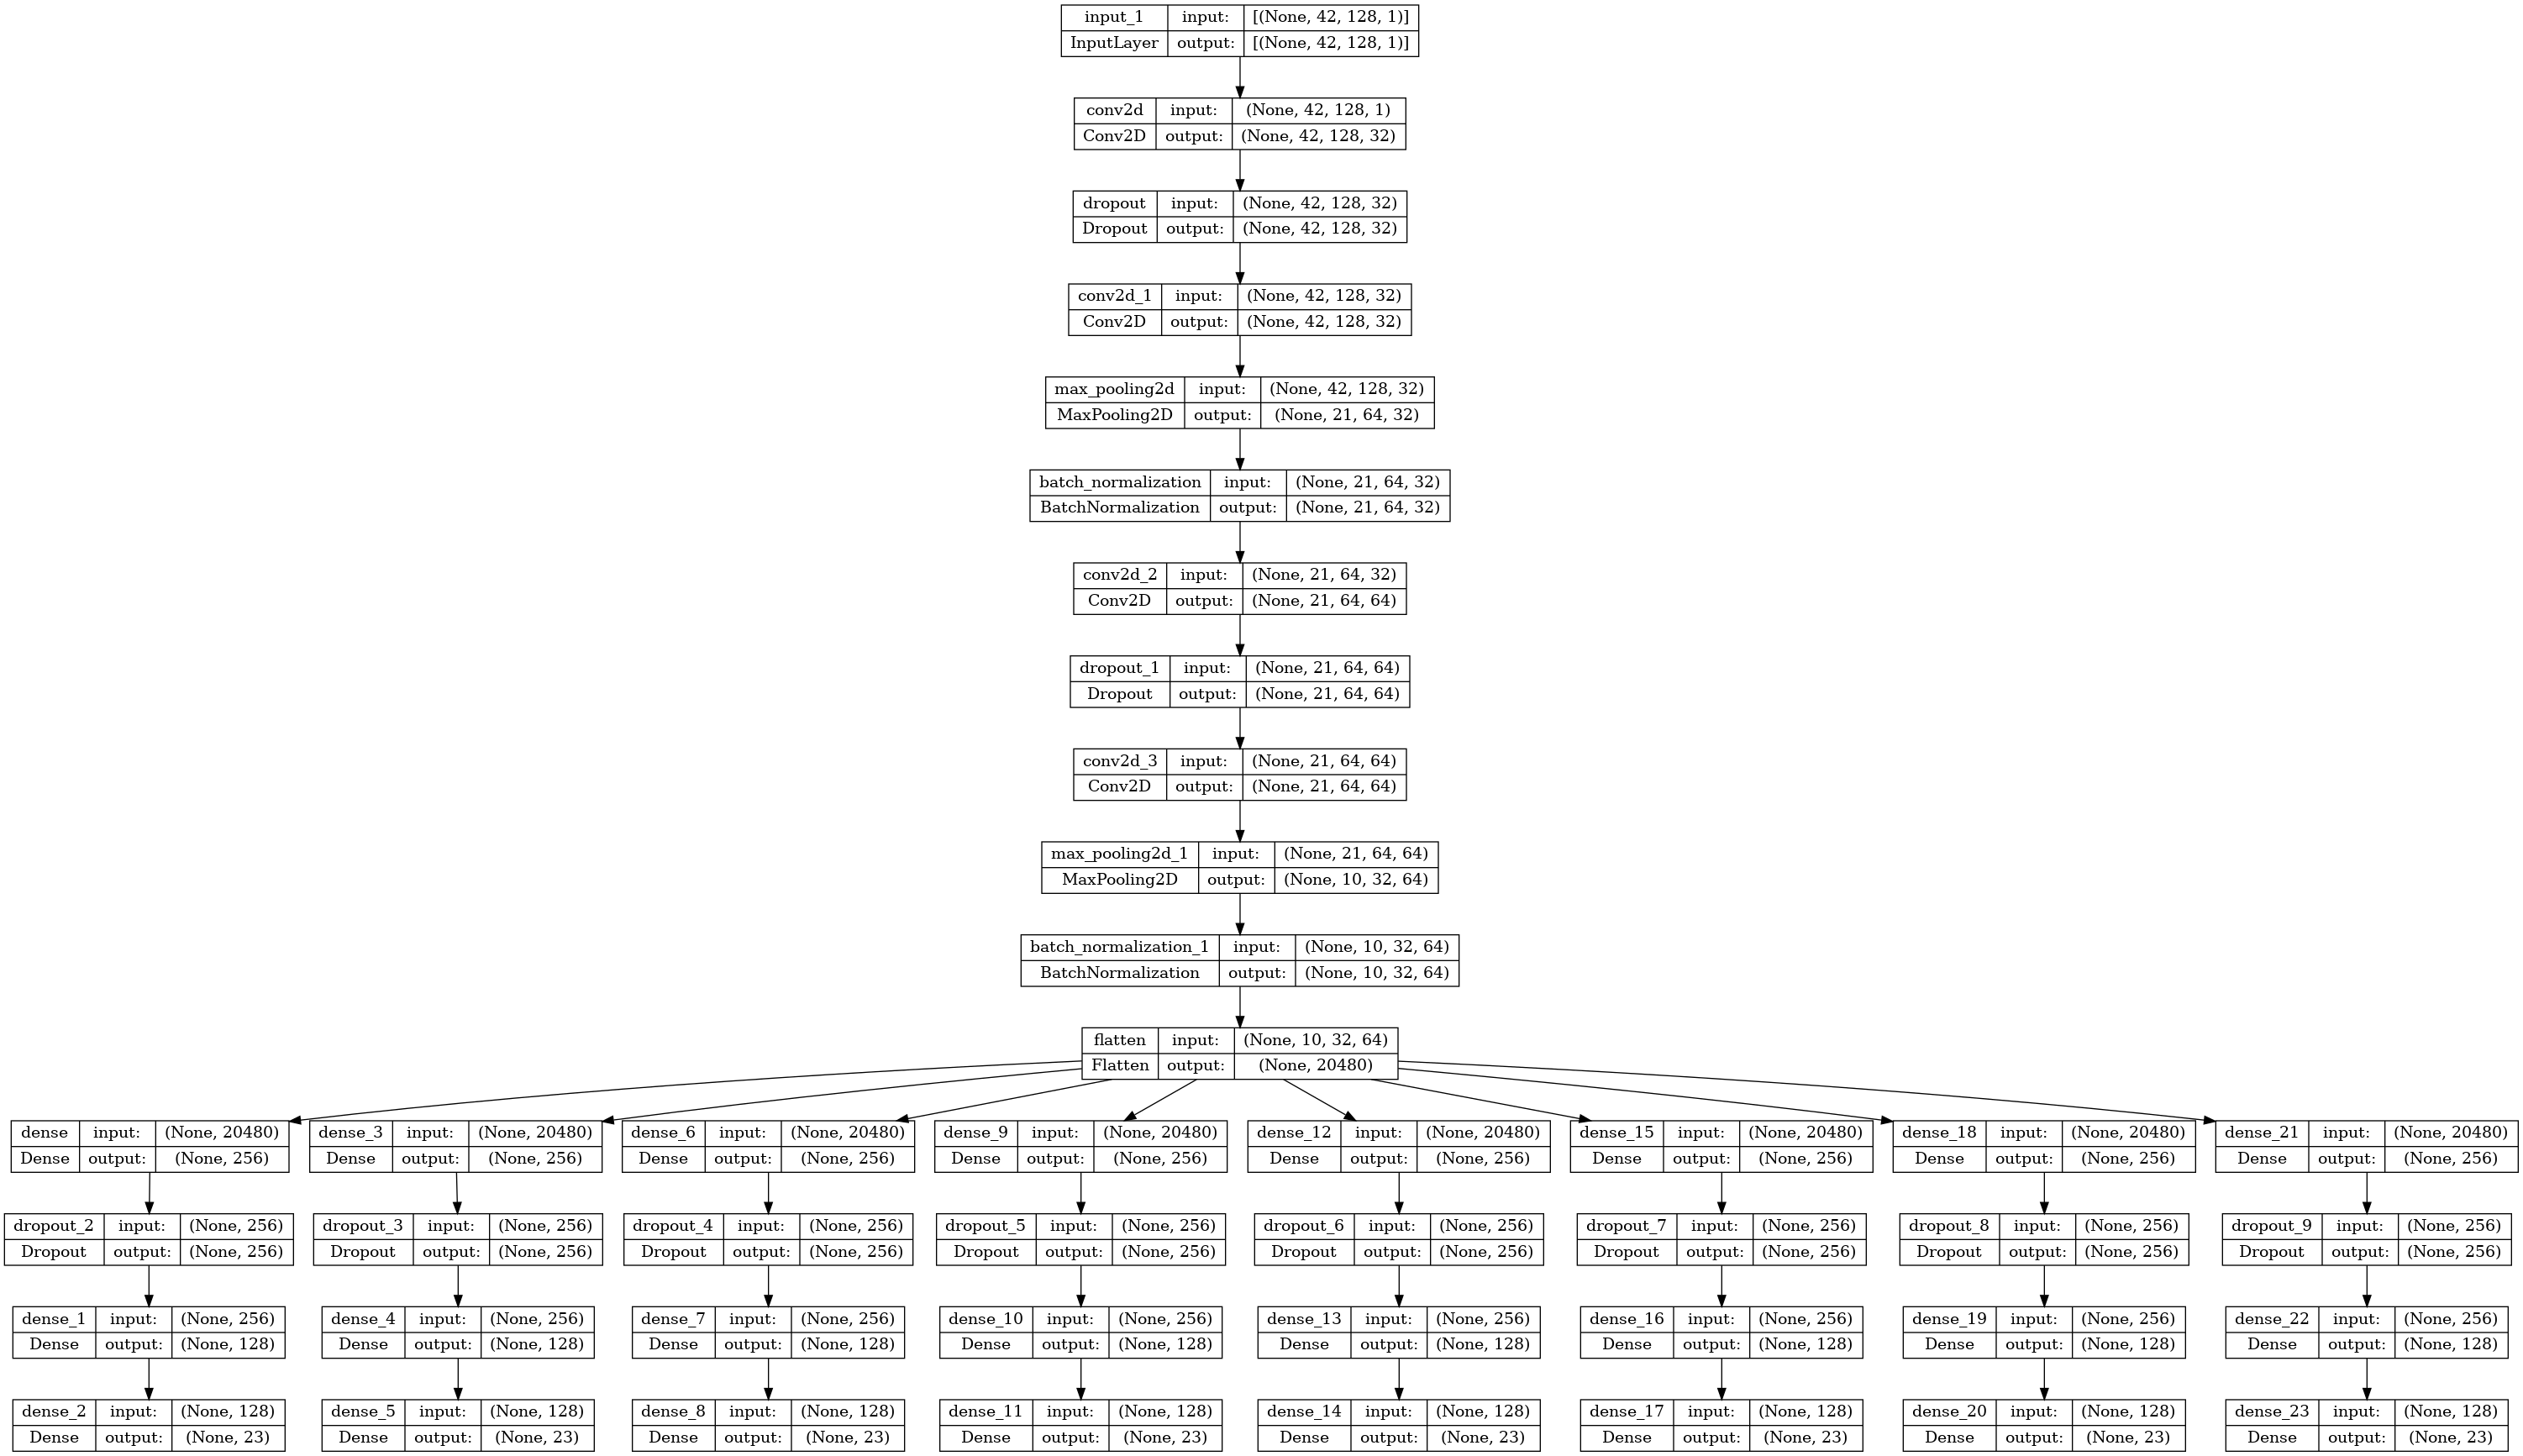 input_1 input: [(None, 42, 128, 1)]
InputLayer output: [(None, 42, 128, 1)]
conv2d input: (None, 42, 128, 1)
Conv2D output: (None, 42, 128, 32)
dropout input: (None, 42, 128, 32)
Dropout output: (None, 42, 128, 32)
conv2d_1 input: (None, 42, 128, 32)
Conv2D output: (None, 42, 128, 32)
max_pooling2d input: (None, 42, 128, 32)
MaxPooling2D output: (None, 21, 64, 32)
batch_normalization input: (None, 21, 64, 32)
BatchNormalization output: (None, 21, 64, 32)
conv2d_2 input: (None, 21, 64, 32)
Conv2D output: (None, 21, 64, 64)
dropout_1 input: (None, 21, 64, 64)
Dropout output: (None, 21, 64, 64)
conv2d_3 input: (None, 21, 64, 64)
Conv2D output: (None, 21, 64, 64)
max_pooling2d_1 input: (None, 21, 64, 64)
MaxPooling2D output: (None, 10, 32, 64)
batch_normalization_1 input: (None, 10, 32, 64)
BatchNormalization output: (None, 10, 32, 64)
flatten input: (None, 10, 32, 64)
Flatten output: (None, 20480)
dense input: (None, 20480) dense_3 input: (None, 20480) dense_6 input: (None, 20480) dense_9 input: (None, 20480) dense_12 input: (None, 20480) dense_15 input: (None, 20480) dense_18 input: (None, 20480) dense_21 input: (None, 20480)
Dense output: (None, 256) Dense output: (None, 256) Dense output: (None, 256) Dense output: (None, 256) Dense output: (None, 256) Dense output: (None, 256) Dense output: (None, 256) Dense output: (None, 256)
dropout_2 input: (None, 256) dropout_3 input: (None, 256) dropout_4 input: (None, 256) dropout_5 input: (None, 256) dropout_6 input: (None, 256) dropout_7 input: (None, 256) dropout_8 input: (None, 256) dropout_9 input: (None, 256)
Dropout output: (None, 256) Dropout output: (None, 256) Dropout output: (None, 256) Dropout output: (None, 256) Dropout output: (None, 256) Dropout output: (None, 256) Dropout output: (None, 256) Dropout output: (None, 256)
dense_1 input: (None, 256) dense_4 input: (None, 256) dense_7 input: (None, 256) dense_10 input: (None, 256) dense_13 input: (None, 256) dense_16 input: (None, 256) dense_19 input: (None, 256) dense_22 input: (None, 256)
Dense output: (None, 128) Dense output: (None, 128) Dense output: (None, 128) Dense output: (None, 128) Dense output: (None, 128) Dense output: (None, 128) Dense output: (None, 128) Dense output: (None, 128)
dense_2 input: (None, 128) dense_5 input: (None, 128) dense_8 input: (None, 128) dense_11 input: (None, 128) dense_14 input: (None, 128) dense_17 input: (None, 128) dense_20 input: (None, 128) dense_23 input: (None, 128)
Dense output: (None, 23) Dense output: (None, 23) Dense output: (None, 23) Dense output: (None, 23) Dense output: (None, 23) Dense output: (None, 23) Dense output: (None, 23) Dense output: (None, 23)